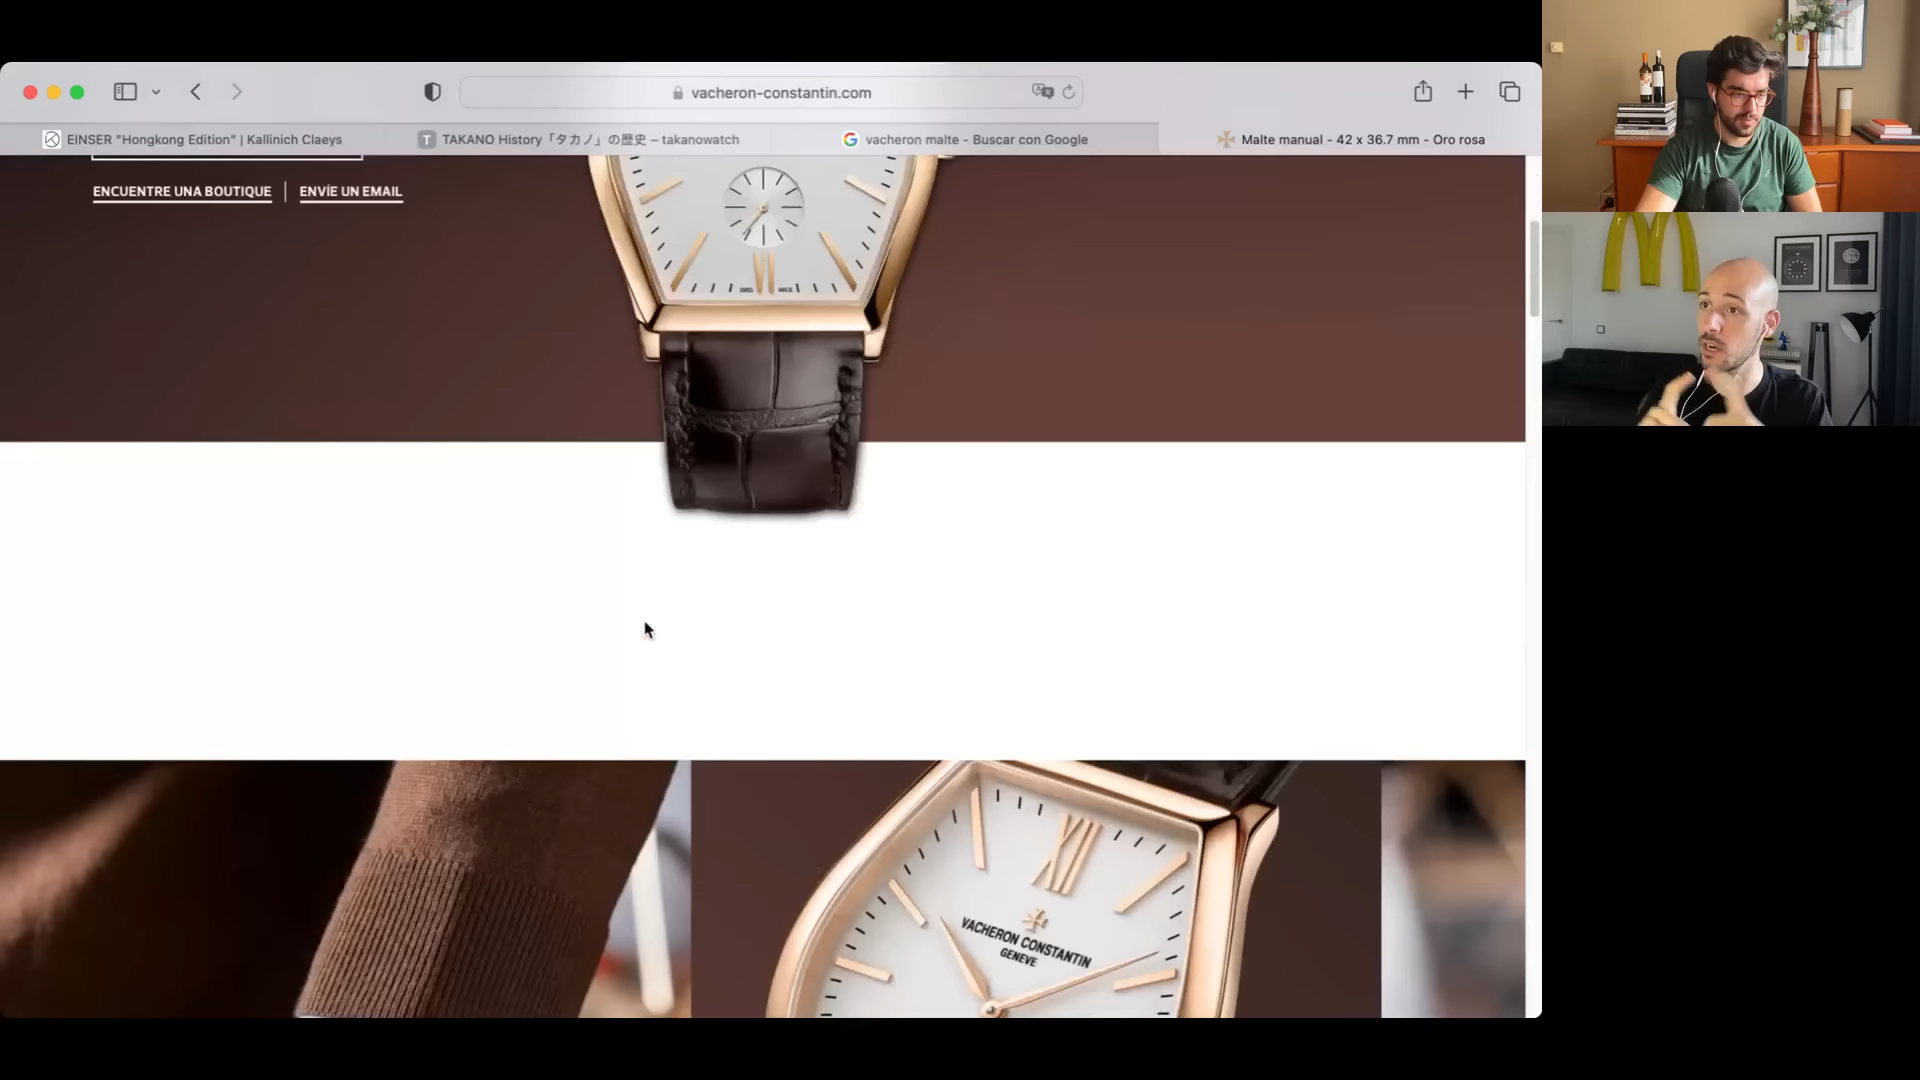 vacheron-constantin.com
EINSER "Hongkong Edition" | Kallinich Claeys
T
TAKANO History「タカノ」の歴史 – takanowatch
vacheron malte - Buscar con Google
Malte manual - 42 x 36.7 mm - Oro rosa
ENCUENTRE UNA BOUTIQUE
ENVÍE UN EMAIL
XII
VACHERON CONSTANTIN
GENEVE